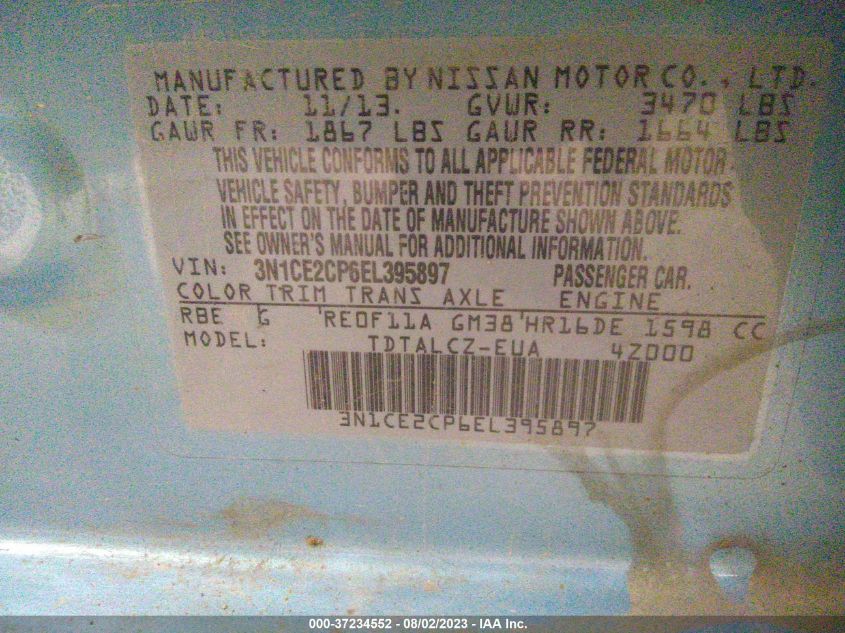 MANUFACTURED BY NISSAN MOTOR CO., LTD.
DATE: 11/13. GVWR: 3470 LBS
GAWR FR: 1867 LBS GAWR RR: 1664 LBS
THIS VEHICLE CONFORMS TO ALL APPLICABLE FEDERAL MOTOR
VEHICLE SAFETY, BUMPER AND THEFT PREVENTION STANDARDS
IN EFFECT ON THE DATE OF MANUFACTURE SHOWN ABOVE.
SEE OWNER'S MANUAL FOR ADDITIONAL INFORMATION.
VIN: 3N1CE2CP6EL395897 PASSENGER CAR.
COLOR TRIM TRANS AXLE ENGINE
RBE G 'RE0F11A GM38'HR16DE 1598 CC
MODEL: TDTALCZ-EUA 4Z000
3N1CE2CP6EL395897
000-37234552 - 08/02/2023 - IAA Inc.